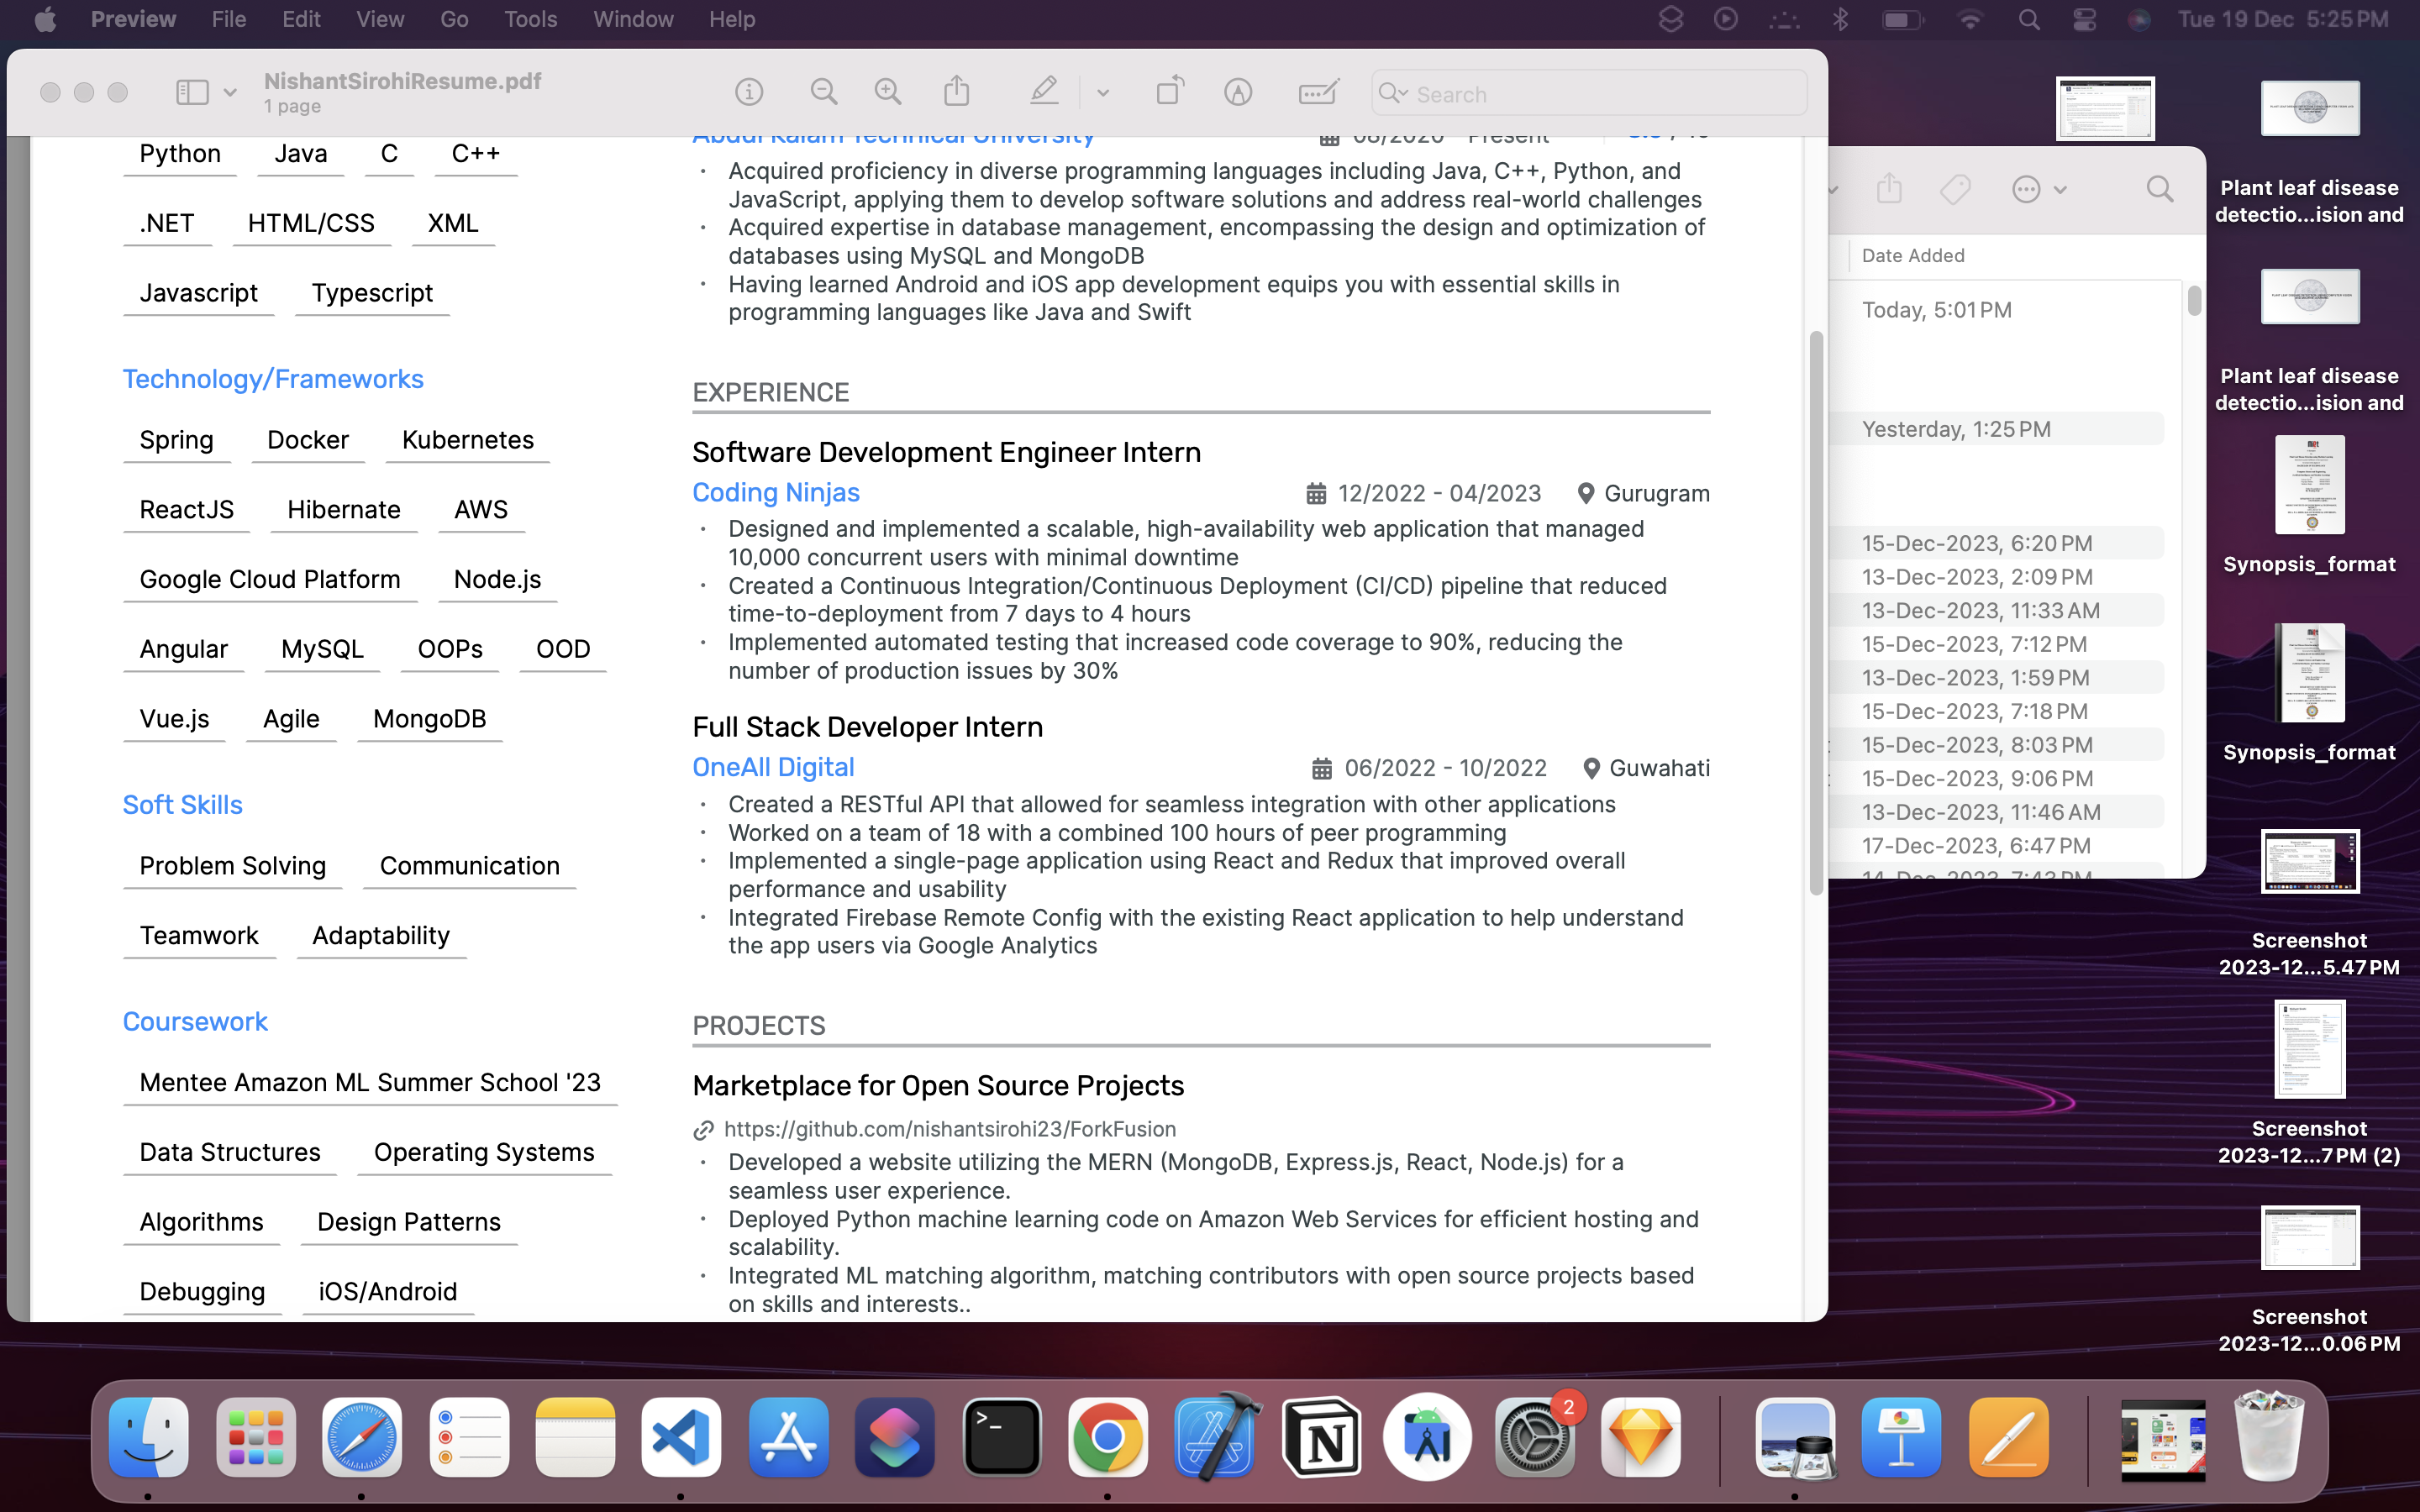 Preview File Edit View Go Tools Window Help
Tue 19 Dec 5:25 PM
NishantSirohiResume.pdf
1 page
Search
Python Java C C++
.NET HTML/CSS XML
Javascript Typescript
Technology/Frameworks
Spring Docker Kubernetes
ReactJS Hibernate AWS
Google Cloud Platform Node.js
Angular MySQL OOPs OOD
Vue.js Agile MongoDB
Soft Skills
Problem Solving Communication
Teamwork Adaptability
Coursework
Mentee Amazon ML Summer School '23
Data Structures Operating Systems
Algorithms Design Patterns
Debugging iOS/Android
Abdul Kalam Technical University 08/2020 - Present
• Acquired proficiency in diverse programming languages including Java, C++, Python, and
JavaScript, applying them to develop software solutions and address real-world challenges
• Acquired expertise in database management, encompassing the design and optimization of
databases using MySQL and MongoDB
• Having learned Android and iOS app development equips you with essential skills in
programming languages like Java and Swift
EXPERIENCE
Software Development Engineer Intern
Coding Ninjas 12/2022 - 04/2023 Gurugram
• Designed and implemented a scalable, high-availability web application that managed
10,000 concurrent users with minimal downtime
• Created a Continuous Integration/Continuous Deployment (CI/CD) pipeline that reduced
time-to-deployment from 7 days to 4 hours
• Implemented automated testing that increased code coverage to 90%, reducing the
number of production issues by 30%
Full Stack Developer Intern
OneAll Digital 06/2022 - 10/2022 Guwahati
• Created a RESTful API that allowed for seamless integration with other applications
• Worked on a team of 18 with a combined 100 hours of peer programming
• Implemented a single-page application using React and Redux that improved overall
performance and usability
• Integrated Firebase Remote Config with the existing React application to help understand
the app users via Google Analytics
PROJECTS
Marketplace for Open Source Projects
https://github.com/nishantsirohi23/ForkFusion
• Developed a website utilizing the MERN (MongoDB, Express.js, React, Node.js) for a
seamless user experience.
• Deployed Python machine learning code on Amazon Web Services for efficient hosting and
scalability.
• Integrated ML matching algorithm, matching contributors with open source projects based
on skills and interests..
Date Added
Today, 5:01 PM
Yesterday, 1:25 PM
15-Dec-2023, 6:20 PM
13-Dec-2023, 2:09 PM
13-Dec-2023, 11:33 AM
15-Dec-2023, 7:12 PM
13-Dec-2023, 1:59 PM
15-Dec-2023, 7:18 PM
15-Dec-2023, 8:03 PM
15-Dec-2023, 9:06 PM
13-Dec-2023, 11:46 AM
17-Dec-2023, 6:47 PM
14-Dec-2023, 7:43 PM
Plant leaf disease
detectio...ision and
Plant leaf disease
detectio...ision and
Synopsis_format
Synopsis_format
Screenshot
2023-12...5.47 PM
Screenshot
2023-12...7 PM (2)
Screenshot
2023-12...0.06 PM
2